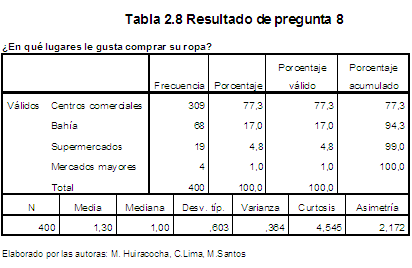 Tabla 2.8 Resultado de pregunta 8
¿En qué lugares le gusta comprar su ropa?
Frecuencia Porcentaje Porcentaje válido Porcentaje acumulado
Válidos Centros comerciales 309 77,3 77,3 77,3
Bahía 68 17,0 17,0 94,3
Supermercados 19 4,8 4,8 99,0
Mercados mayores 4 1,0 1,0 100,0
Total 400 100,0 100,0
N Media Mediana Desv. típ. Varianza Curtosis Asimetría
400 1,30 1,00 ,603 ,364 4,545 2,172
Elaborado por las autoras: M. Huiracocha, C.Lima, M.Santos